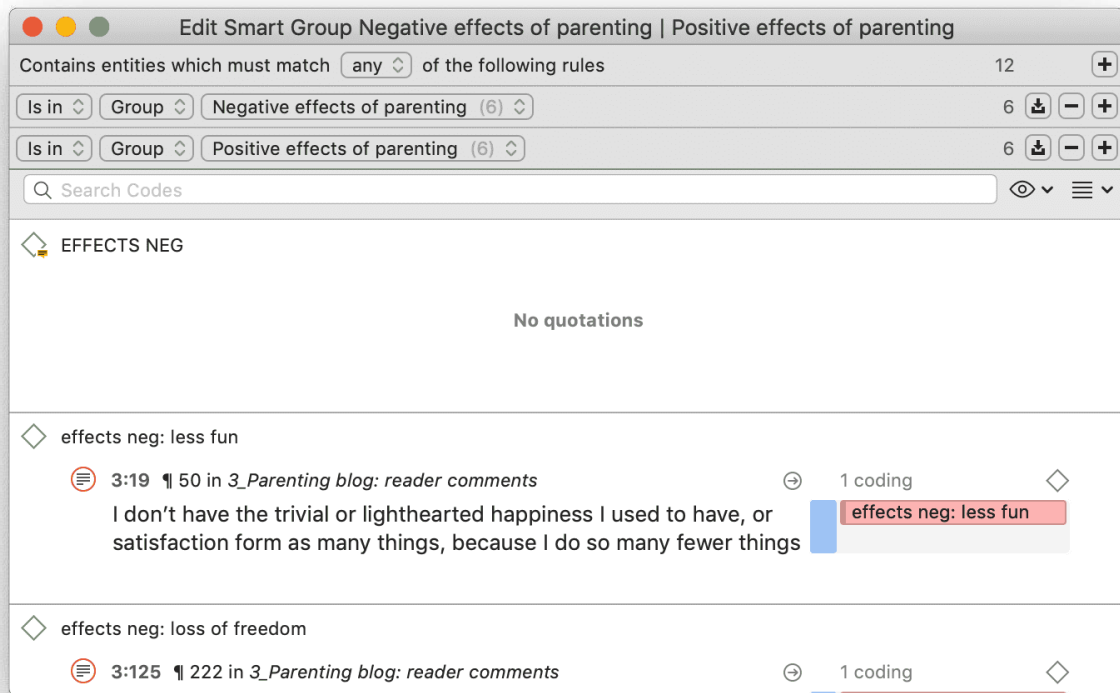 Edit Smart Group Negative effects of parenting | Positive effects of parenting
Contains entities which must match any of the following rules 12
Is in Group Negative effects of parenting (6) 6
Is in Group Positive effects of parenting (6) 6
Search Codes
EFFECTS NEG
No quotations
effects neg: less fun
3:19 ¶ 50 in 3_Parenting blog: reader comments 1 coding
I don’t have the trivial or lighthearted happiness I used to have, or
satisfaction form as many things, because I do so many fewer things
effects neg: less fun
effects neg: loss of freedom
3:125 ¶ 222 in 3_Parenting blog: reader comments 1 coding